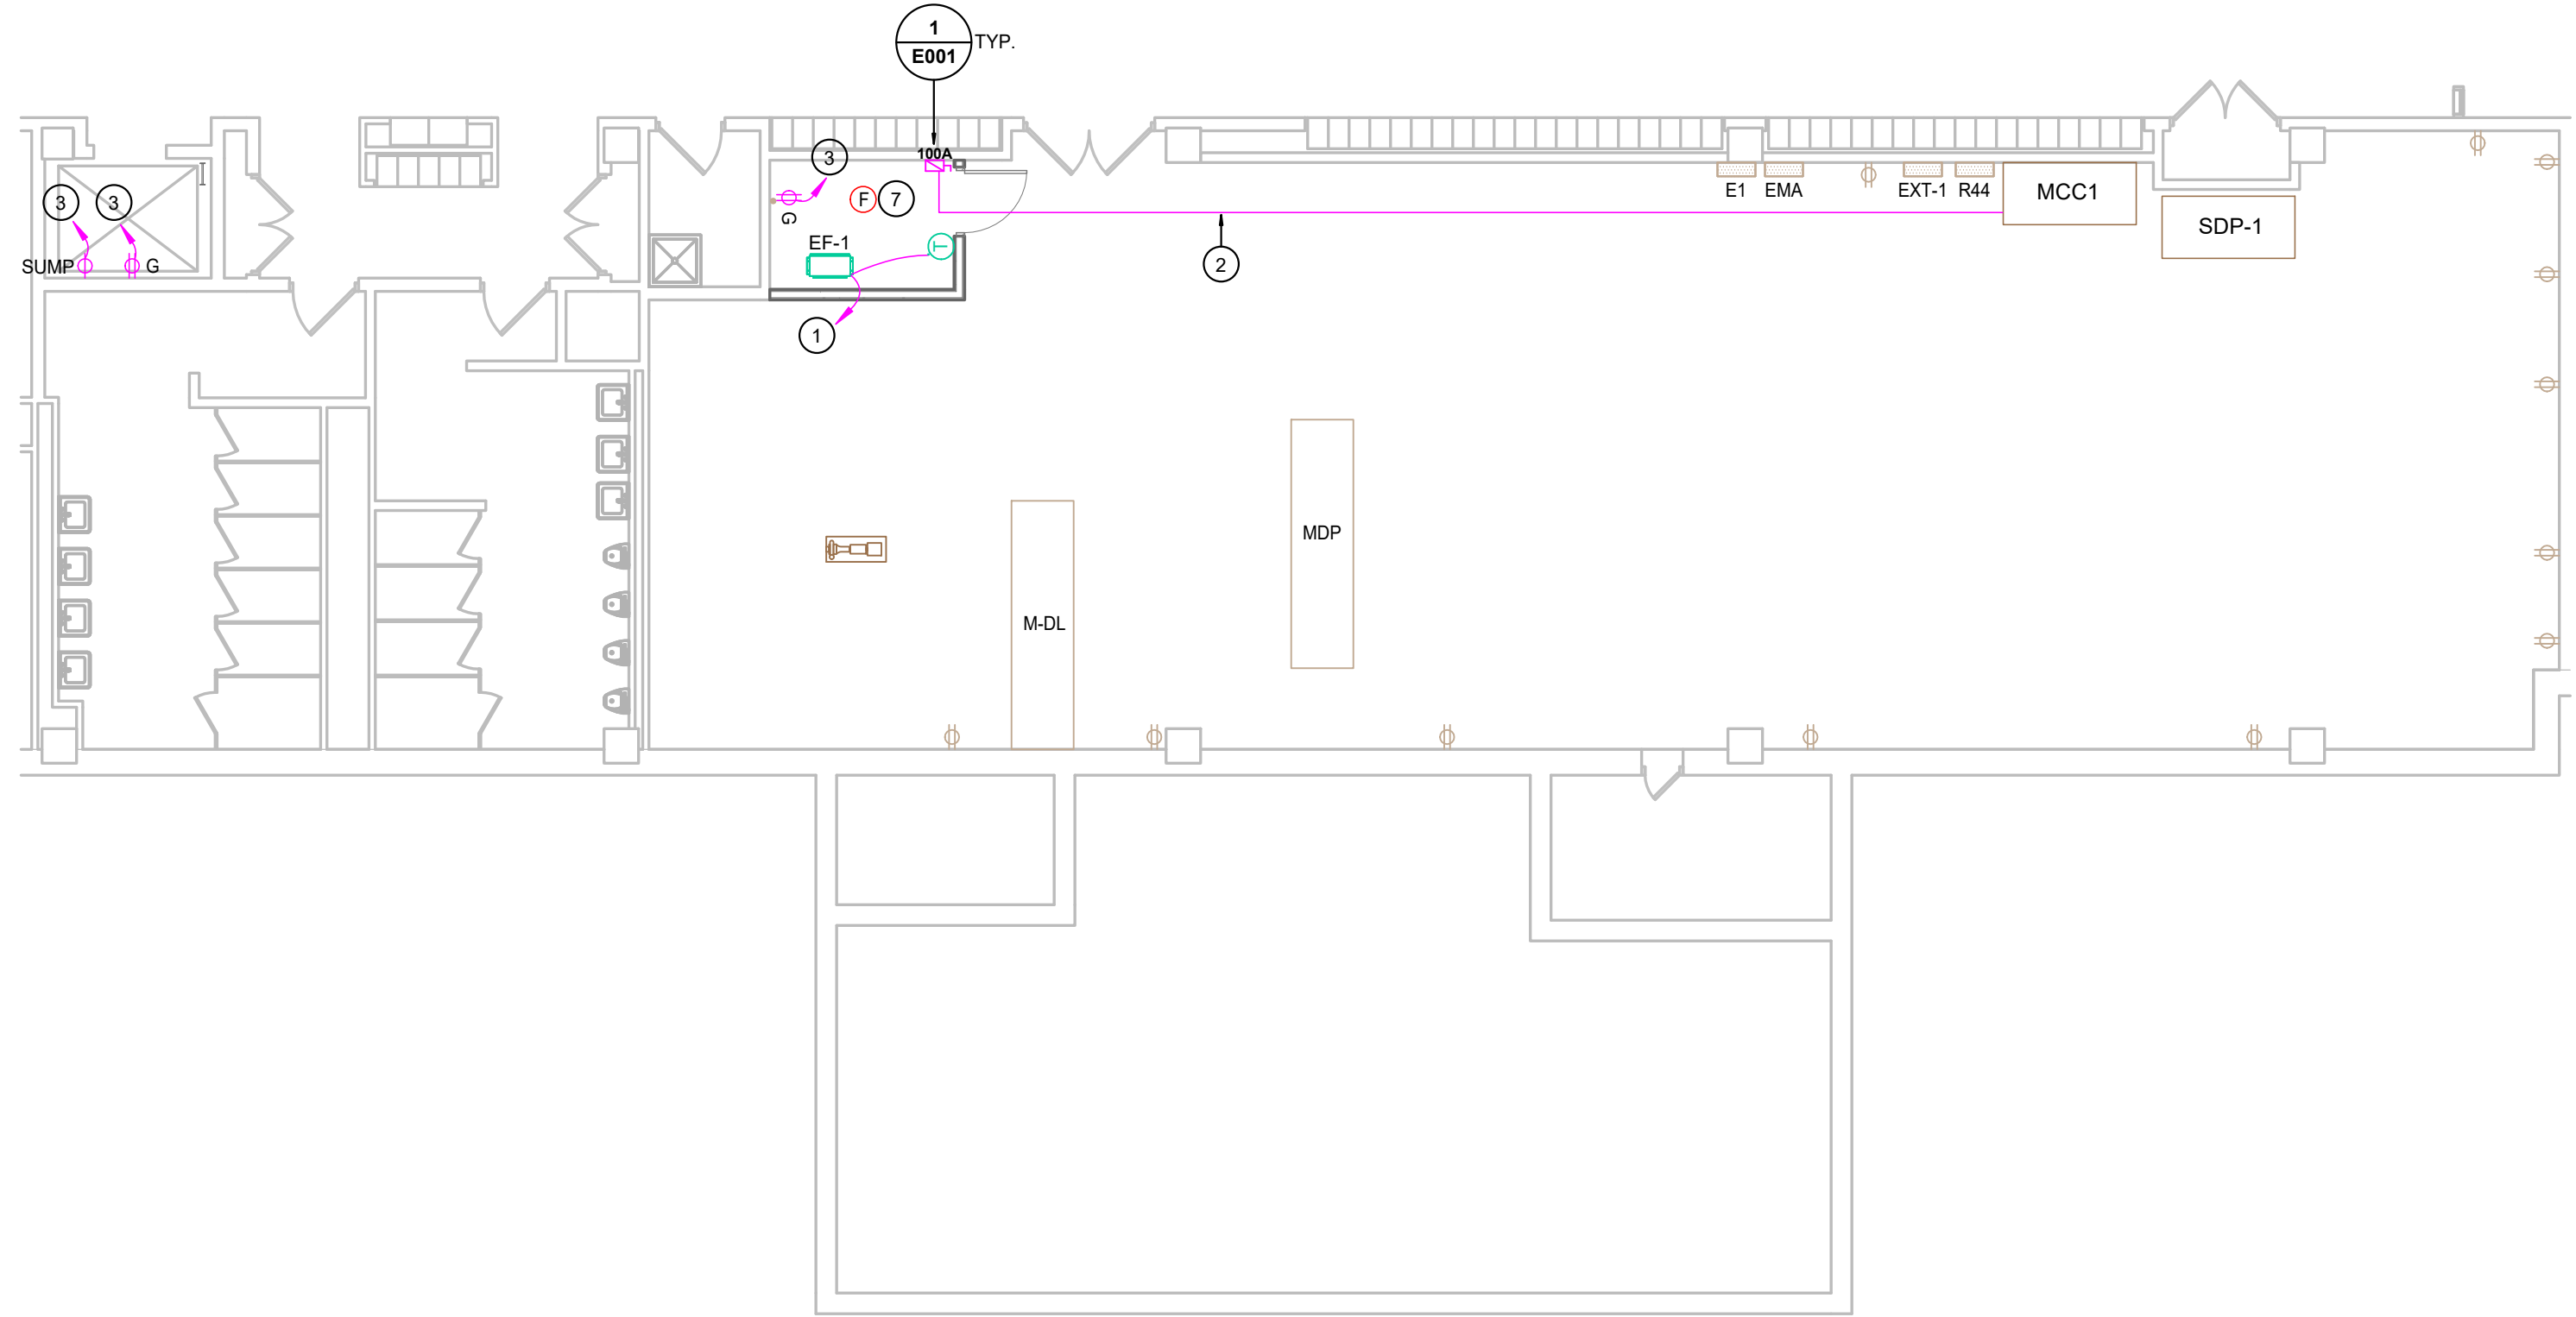 1
E001
TYP.
100A
3
3
3
F
7
G
SUMP
G
EF-1
T
1
2
E1
EMA
EXT-1
R44
MCC1
SDP-1
MDP
M-DL